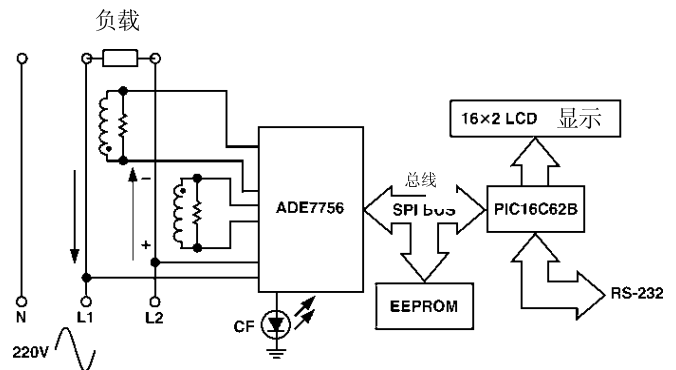 负载
16×2 LCD 显示
ADE7756
总线
SPI BUS
PIC16C62B
−
+
EEPROM
RS-232
N
L1
L2
CF
220V